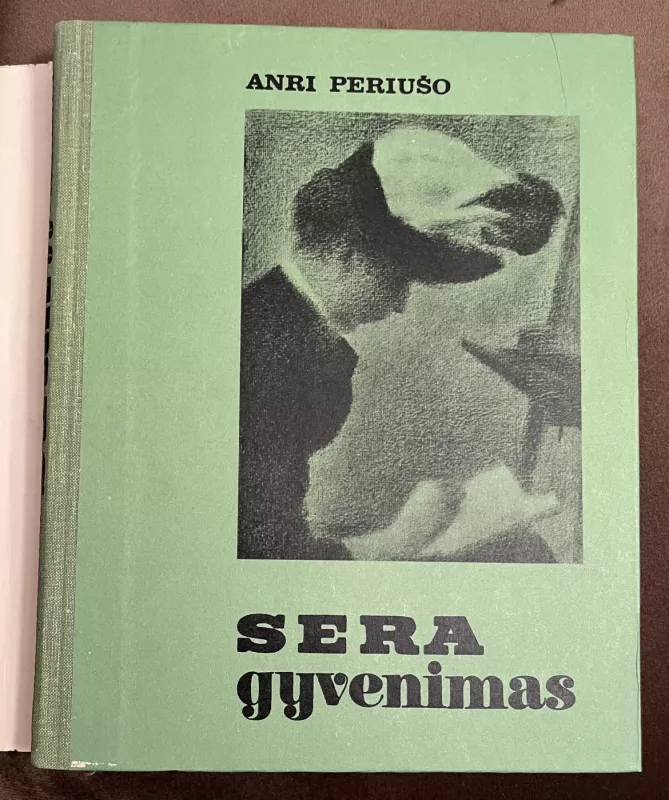 ANRI PERIUŠO
SERA
gyvenimas